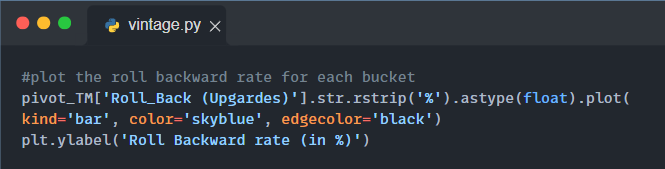 vintage.py
#plot the roll backward rate for each bucket
pivot_TM['Roll_Back (Upgardes)'].str.rstrip('%').astype(float).plot(
kind='bar', color='skyblue', edgecolor='black')
plt.ylabel('Roll Backward rate (in %)')